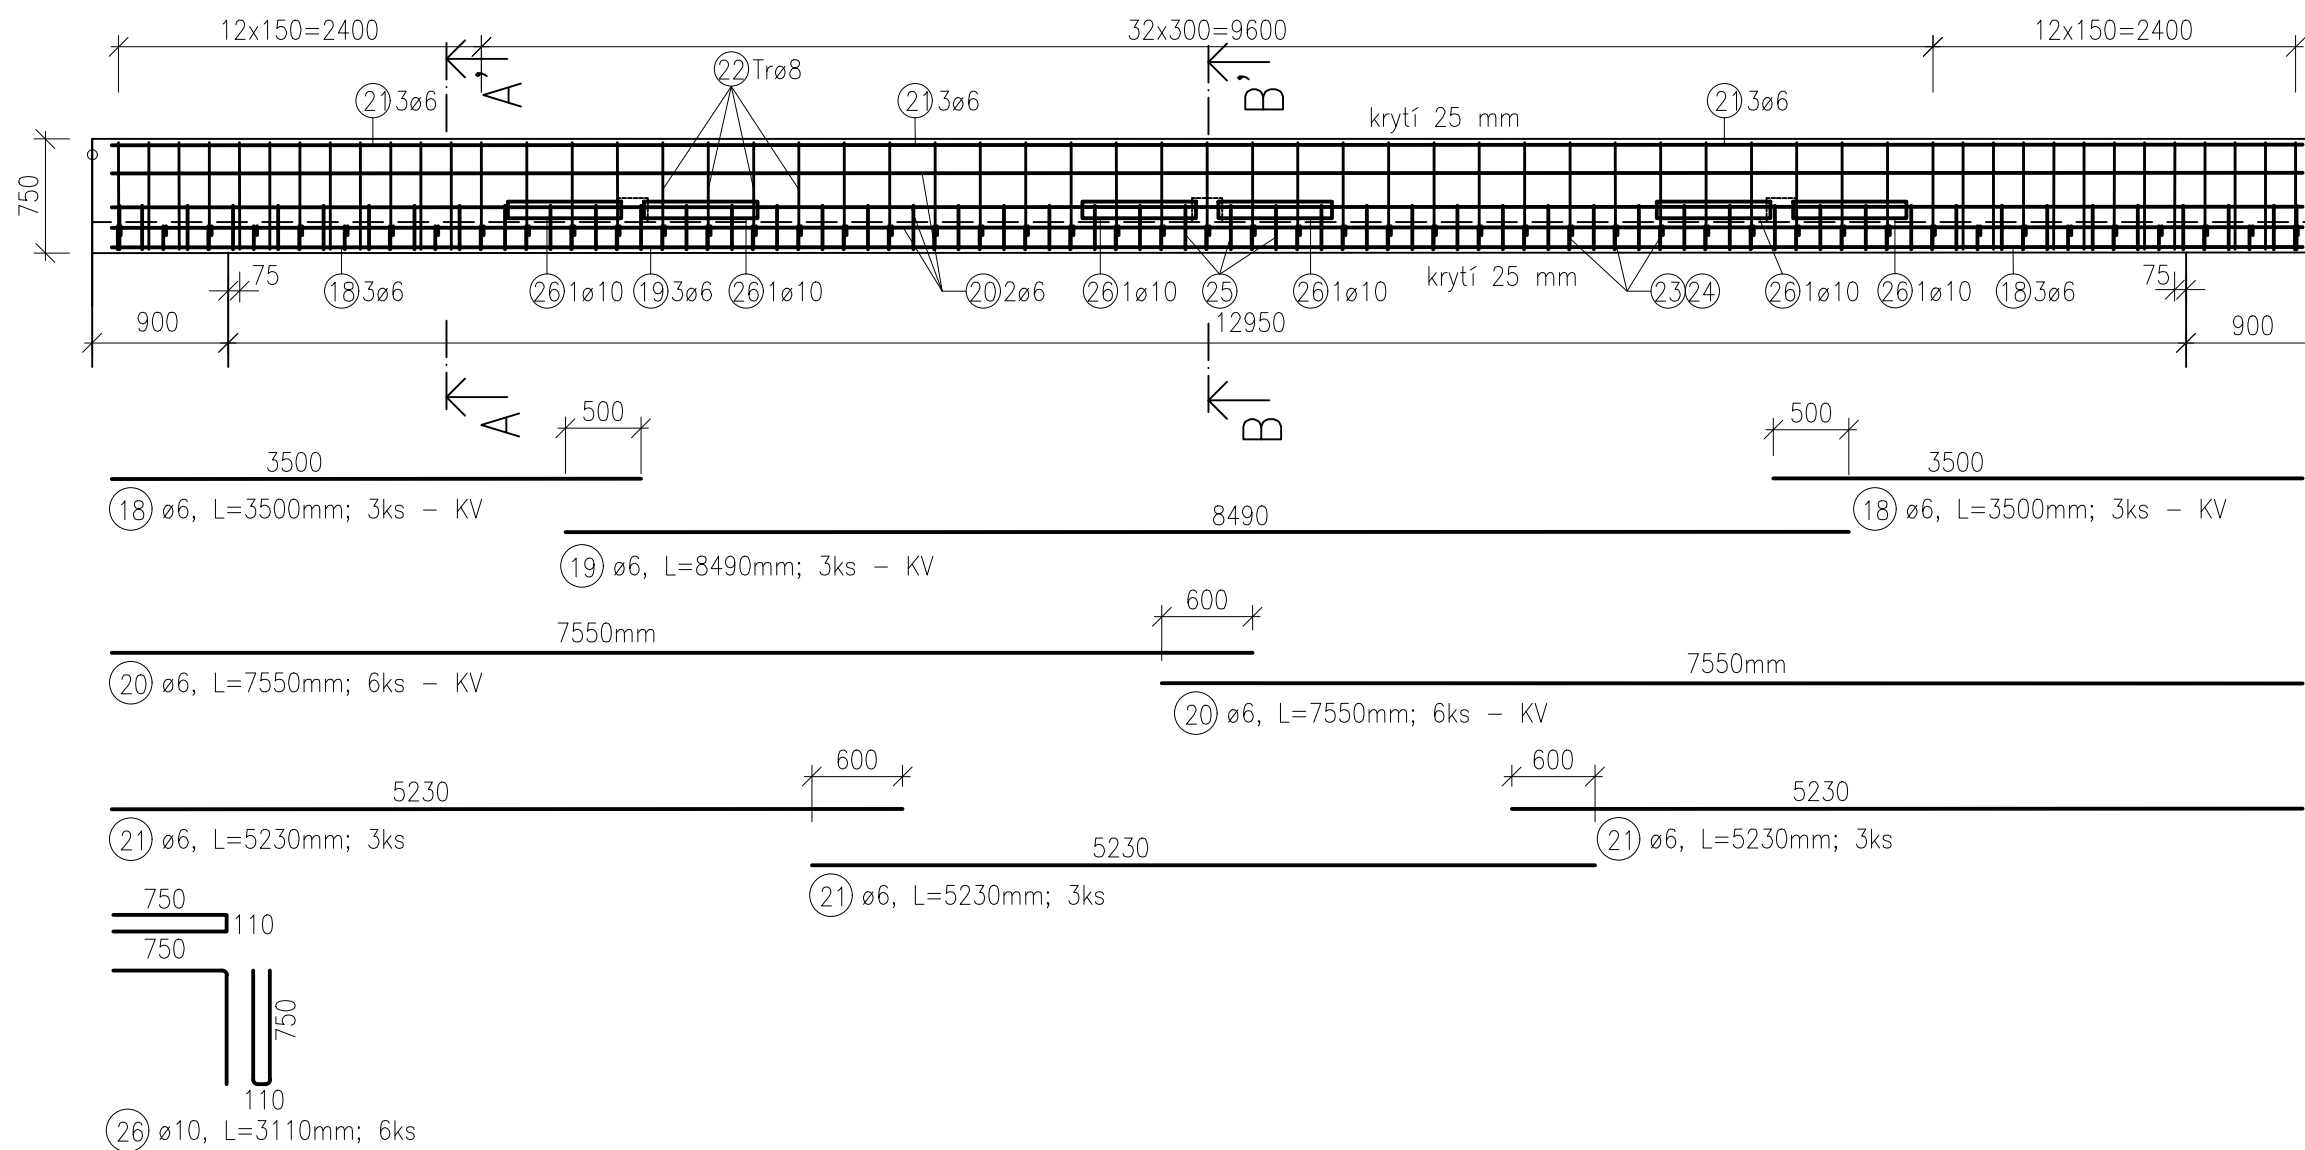 12x150=2400 32x300=9600 12x150=2400
22 Trø8
A' B'
21 3ø6 21 3ø6 21 3ø6
krytí 25 mm
750
krytí 25 mm
75 18 3ø6 26 1ø10 19 3ø6 26 1ø10 20 2ø6 26 1ø10 25 26 1ø10 23 24 26 1ø10 26 1ø10 18 3ø6 75
900 12950 900
A B
500 500
3500 3500
18 ø6, L=3500mm; 3ks – KV 18 ø6, L=3500mm; 3ks – KV
8490
19 ø6, L=8490mm; 3ks – KV
600
7550mm
7550mm
20 ø6, L=7550mm; 6ks – KV
20 ø6, L=7550mm; 6ks – KV
600 600
5230 5230
21 ø6, L=5230mm; 3ks 21 ø6, L=5230mm; 3ks
5230
21 ø6, L=5230mm; 3ks
750
110
750
750
110
26 ø10, L=3110mm; 6ks